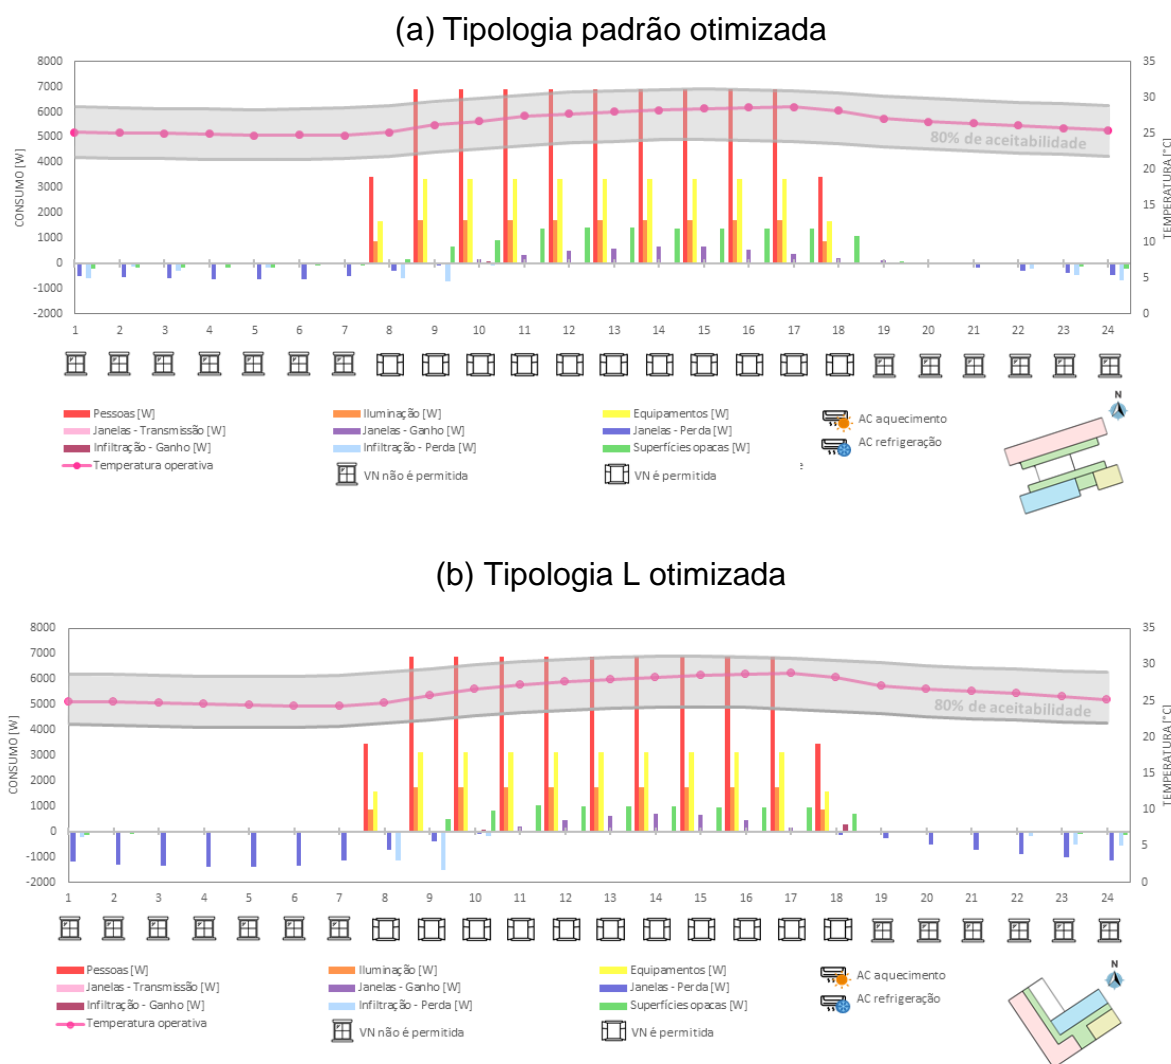 (a) Tipologia padrão otimizada
8000
7000
6000
5000
4000
3000
2000
1000
0
-1000
-2000
CONSUMO [W]
35
30
25
20
15
10
5
0
TEMPERATURA [°C]
80% de aceitabilidade
1 2 3 4 5 6 7 8 9 10 11 12 13 14 15 16 17 18 19 20 21 22 23 24
Pessoas [W] Iluminação [W] Equipamentos [W] AC aquecimento
Janelas - Transmissão [W] Janelas - Ganho [W] Janelas - Perda [W] AC refrigeração
Infiltração - Ganho [W] Infiltração - Perda [W] Superfícies opacas [W]
Temperatura operativa VN não é permitida VN é permitida
N
(b) Tipologia L otimizada
8000
7000
6000
5000
4000
3000
2000
1000
0
-1000
-2000
CONSUMO [W]
35
30
25
20
15
10
5
0
TEMPERATURA [°C]
80% de aceitabilidade
1 2 3 4 5 6 7 8 9 10 11 12 13 14 15 16 17 18 19 20 21 22 23 24
Pessoas [W] Iluminação [W] Equipamentos [W] AC aquecimento
Janelas - Transmissão [W] Janelas - Ganho [W] Janelas - Perda [W] AC refrigeração
Infiltração - Ganho [W] Infiltração - Perda [W] Superfícies opacas [W]
Temperatura operativa VN não é permitida VN é permitida
N